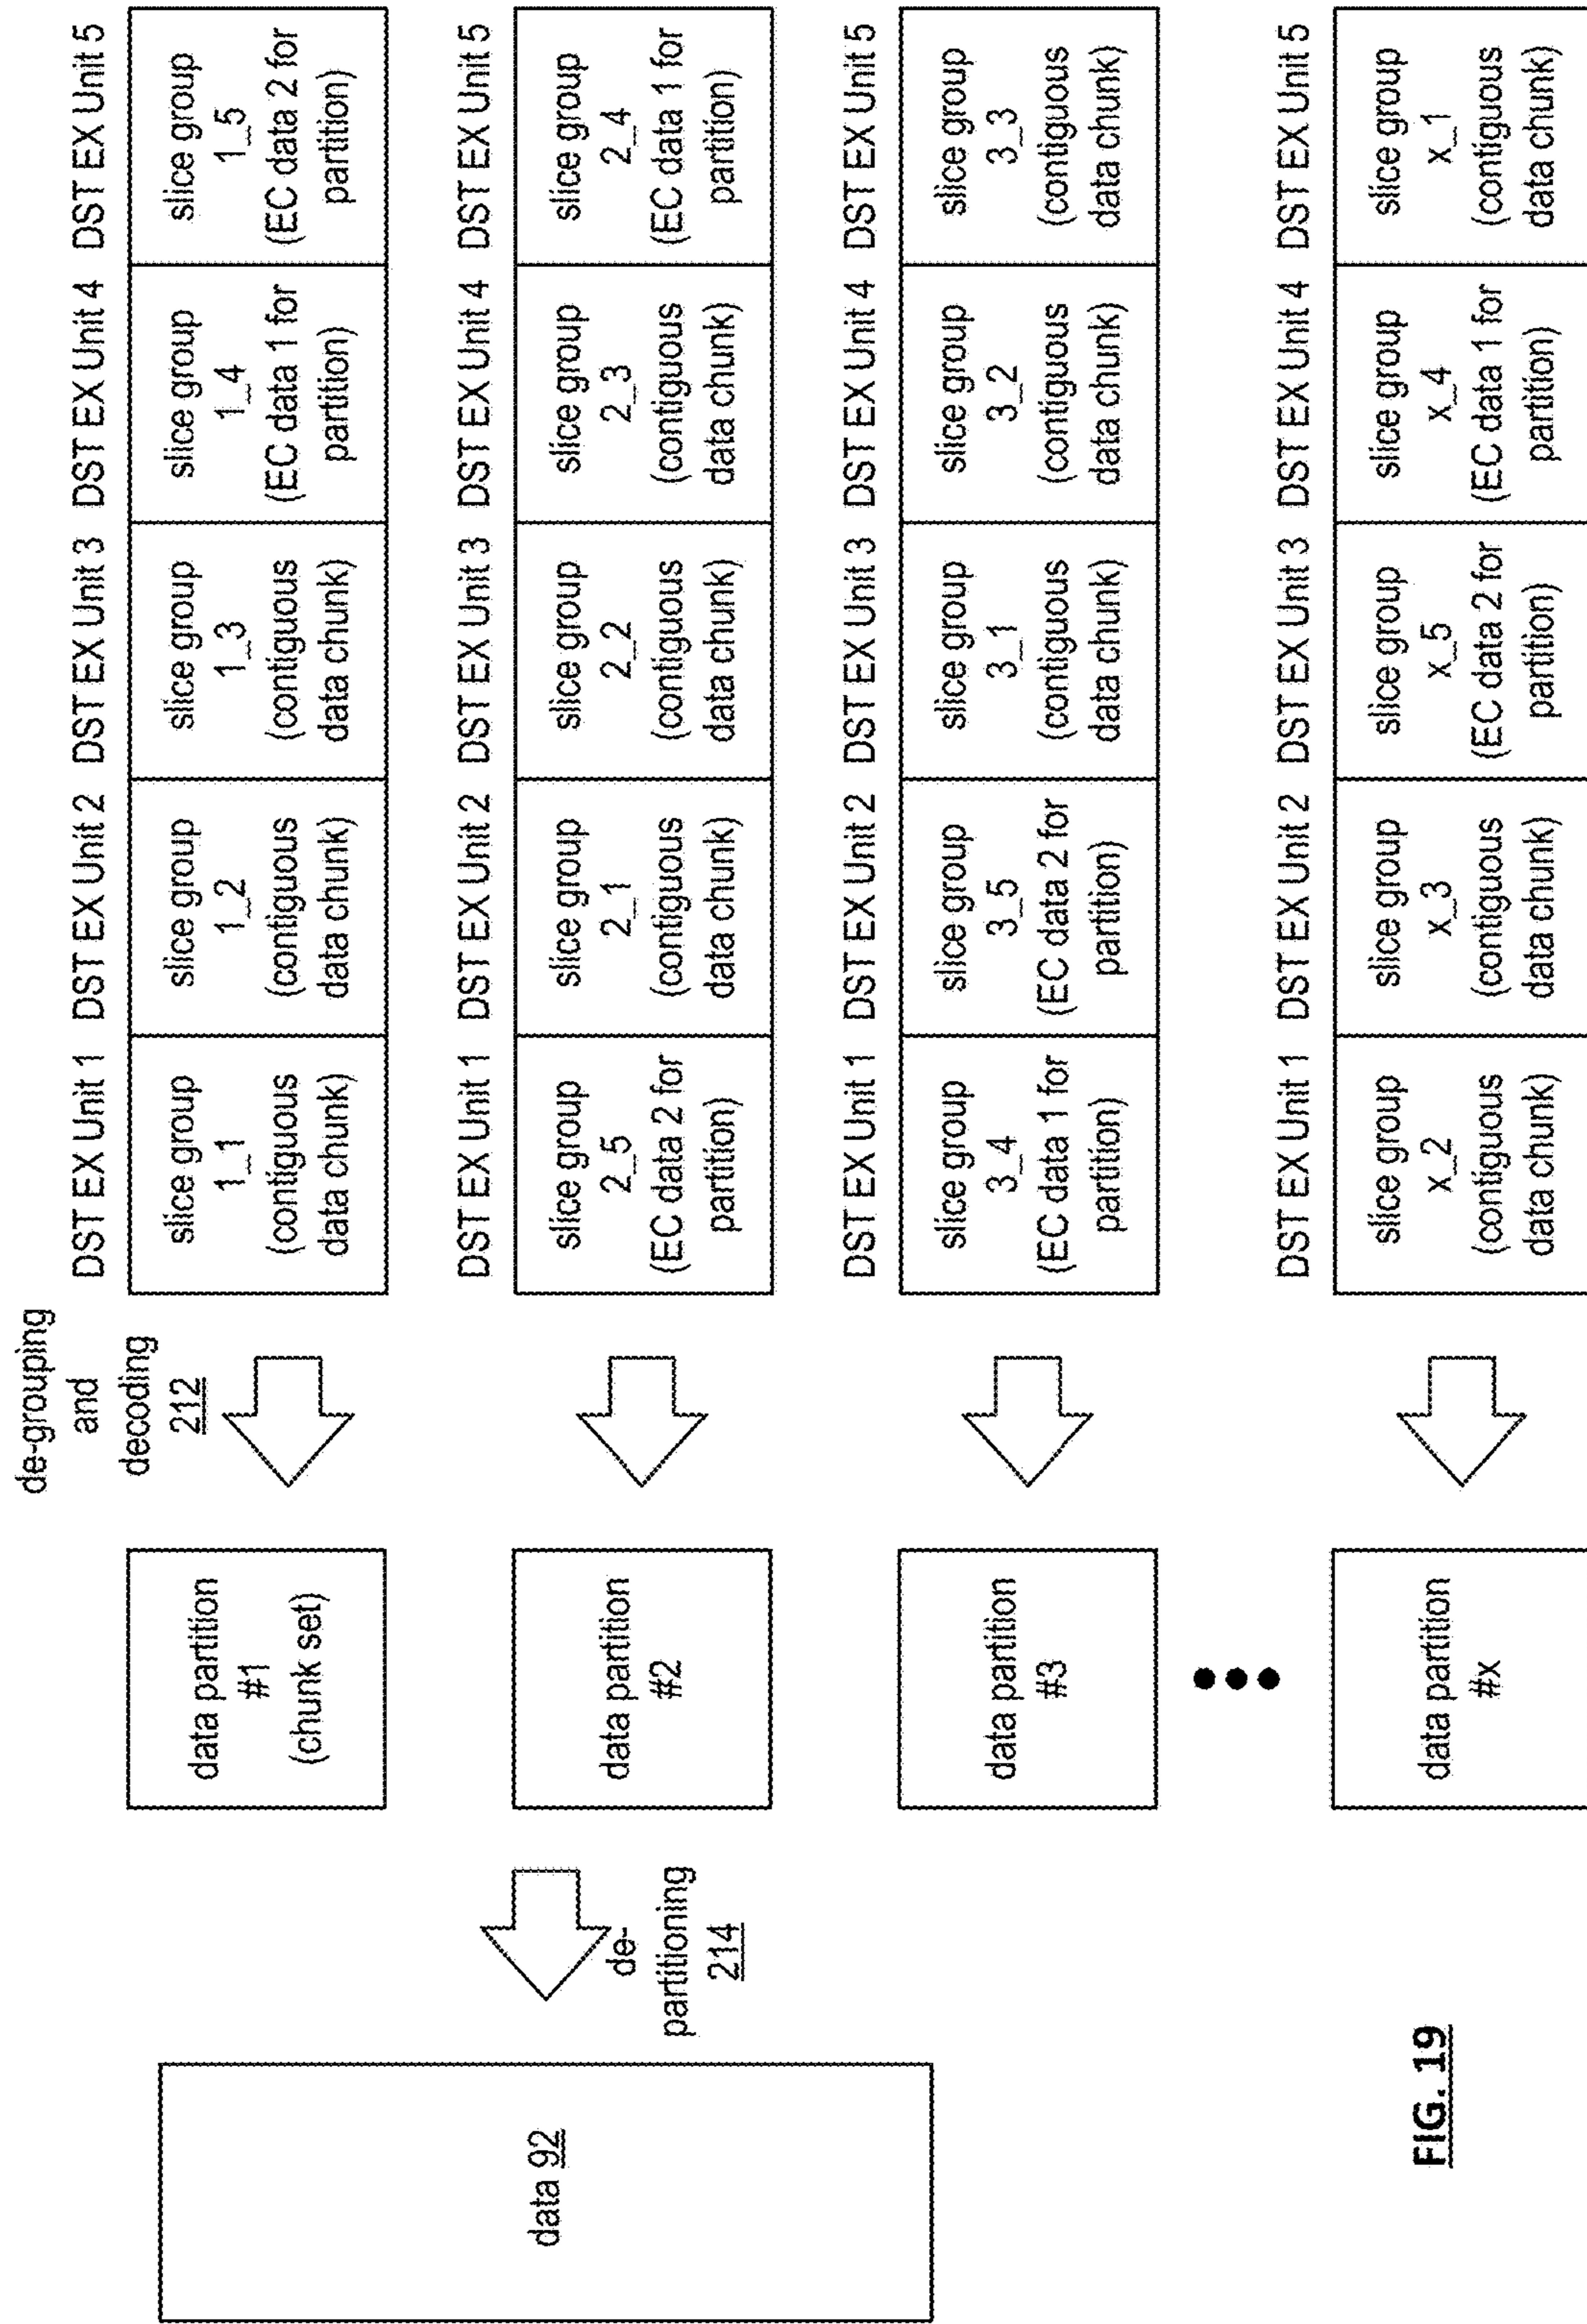 de-grouping
and
decoding
212
DST EX Unit 1 DST EX Unit 2 DST EX Unit 3 DST EX Unit 4 DST EX Unit 5
data partition
#1
(chunk set)
slice group
1_1
(contiguous
data chunk)
slice group
1_2
(contiguous
data chunk)
slice group
1_3
(contiguous
data chunk)
slice group
1_4
(EC data 1 for
partition)
slice group
1_5
(EC data 2 for
partition)
DST EX Unit 1 DST EX Unit 2 DST EX Unit 3 DST EX Unit 4 DST EX Unit 5
data 92
de-
partitioning
214
data partition
#2
slice group
2_5
(EC data 2 for
partition)
slice group
2_1
(contiguous
data chunk)
slice group
2_2
(contiguous
data chunk)
slice group
2_3
(contiguous
data chunk)
slice group
2_4
(EC data 1 for
partition)
DST EX Unit 1 DST EX Unit 2 DST EX Unit 3 DST EX Unit 4 DST EX Unit 5
data partition
#3
slice group
3_4
(EC data 1 for
partition)
slice group
3_5
(EC data 2 for
partition)
slice group
3_1
(contiguous
data chunk)
slice group
3_2
(contiguous
data chunk)
slice group
3_3
(contiguous
data chunk)
DST EX Unit 1 DST EX Unit 2 DST EX Unit 3 DST EX Unit 4 DST EX Unit 5
data partition
#x
slice group
x_2
(contiguous
data chunk)
slice group
x_3
(contiguous
data chunk)
slice group
x_5
(EC data 2 for
partition)
slice group
x_4
(EC data 1 for
partition)
slice group
x_1
(contiguous
data chunk)
FIG. 19